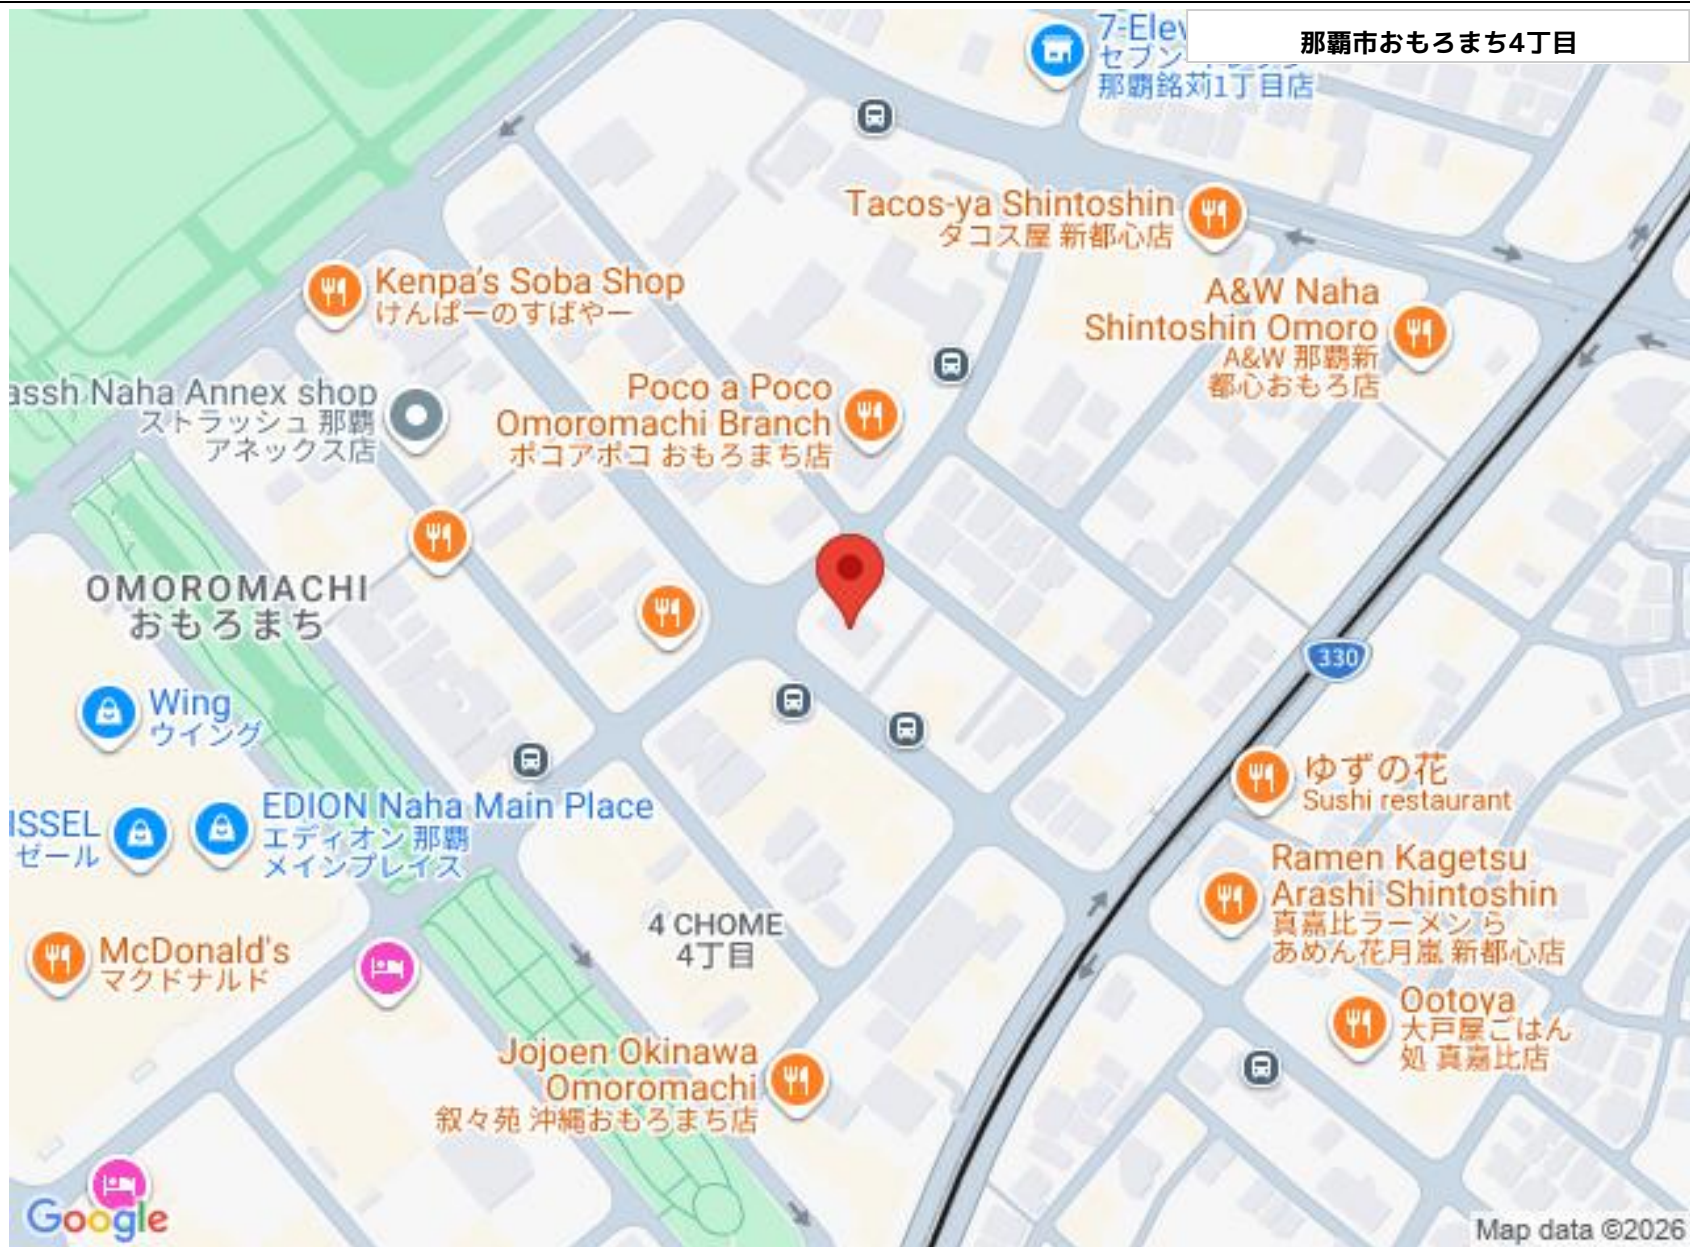 那覇市おもろまち4丁目
那覇銘苅1丁目店
Tacos-ya Shintoshin
タコス屋 新都心店
Kenpa's Soba Shop
けんぱーのすばやー
A&W Naha
Shintoshin Omoro
A&W 那覇新
都心おもろ店
assh Naha Annex shop
ストラッシュ 那覇
アネックス店
Poco a Poco
Omoromachi Branch
ポコアポコ おもろまち店
OMOROMACHI
おもろまち
330
Wing
ウイング
ISSEL
ゼール
EDION Naha Main Place
エディオン 那覇
メインプレイス
ゆずの花
Sushi restaurant
Ramen Kagetsu
Arashi Shintoshin
真嘉比ラーメン ら
あめん花月嵐 新都心店
4 CHOME
4丁目
McDonald's
マクドナルド
Ootoya
大戸屋ごはん
処 真嘉比店
Jojoen Okinawa
Omoromachi
叙々苑 沖縄おもろまち店
Google
Map data ©2026